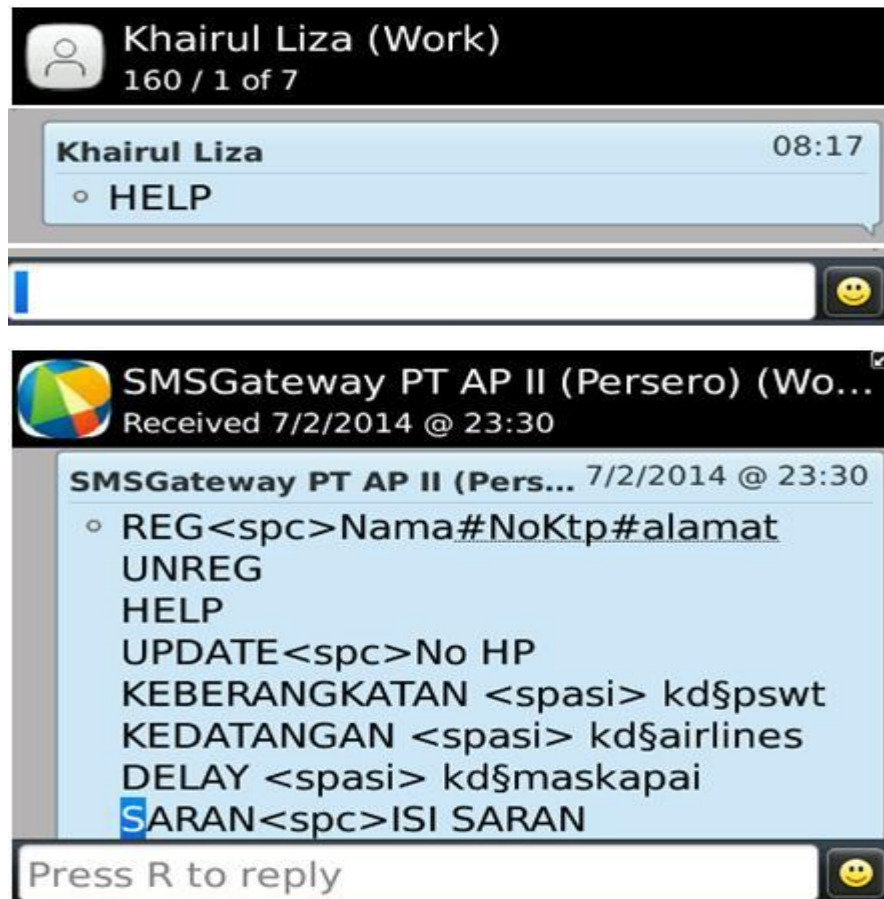 Khairul Liza (Work)
160 / 1 of 7
Khairul Liza 08:17
HELP
SMSGateway PT AP II (Persero) (Wo...
Received 7/2/2014 @ 23:30
SMSGateway PT AP II (Pers... 7/2/2014 @ 23:30
REG<spc>Nama#NoKtp#alamat
UNREG
HELP
UPDATE<spc>No HP
KEBERANGKATAN <spasi> kd§pswt
KEDATANGAN <spasi> kd§airlines
DELAY <spasi> kd§maskapai
SARAN<spc>ISI SARAN
Press R to reply